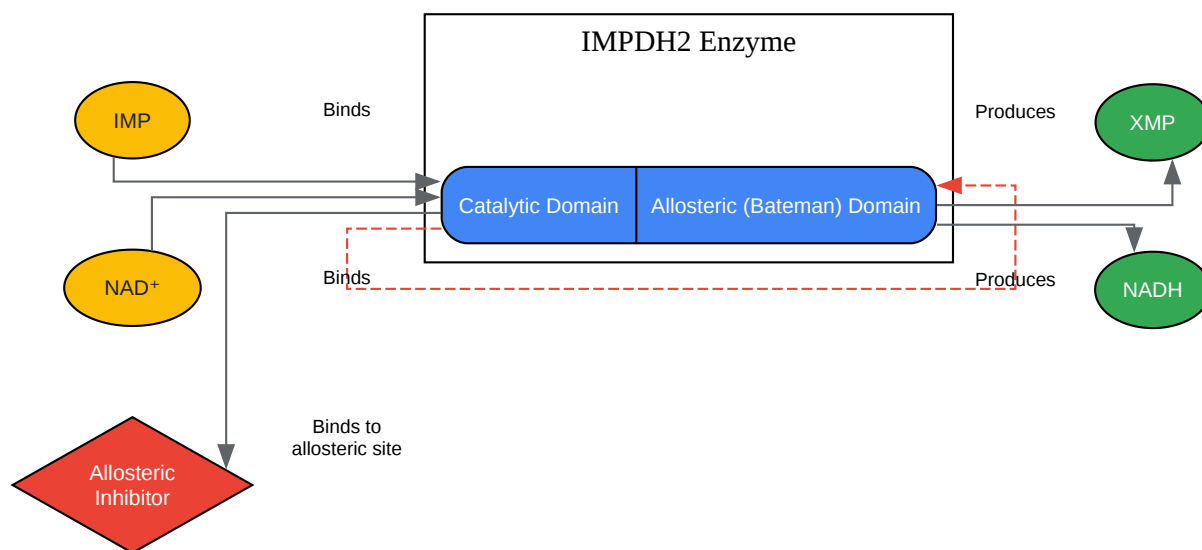 IMPDH2 Enzyme
IMP
Binds
Produces
XMP
Catalytic Domain
Allosteric (Bateman) Domain
NAD⁺
Binds
Produces
NADH
Binds to
allosteric site
Allosteric
Inhibitor